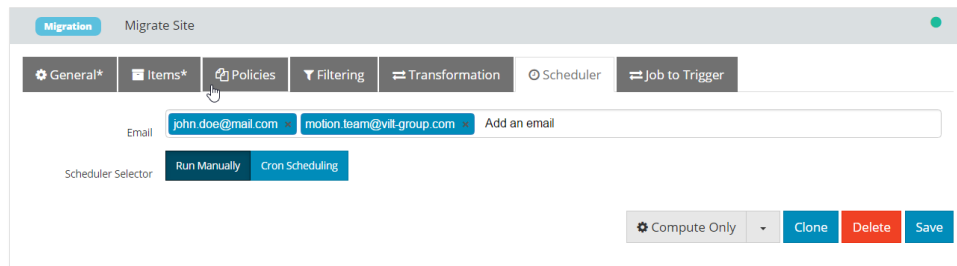 Migration Migrate Site
General* Items* Policies Filtering Transformation Scheduler Job to Trigger
Email john.doe@mail.com × motion.team@vilt-group.com × Add an email
Scheduler Selector Run Manually Cron Scheduling
Compute Only Clone Delete Save